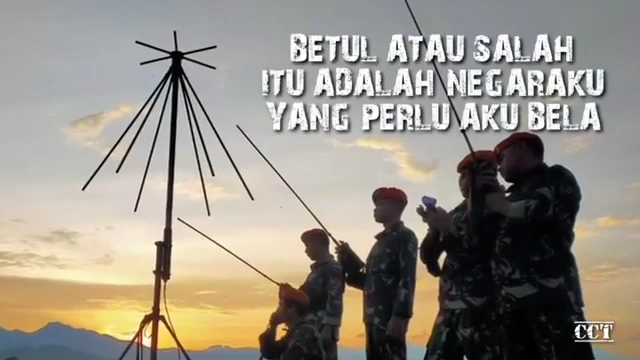 BETUL ATAU SALAH
ITU ADALAH NEGARAKU
YANG PERLU AKU BELA
CCT